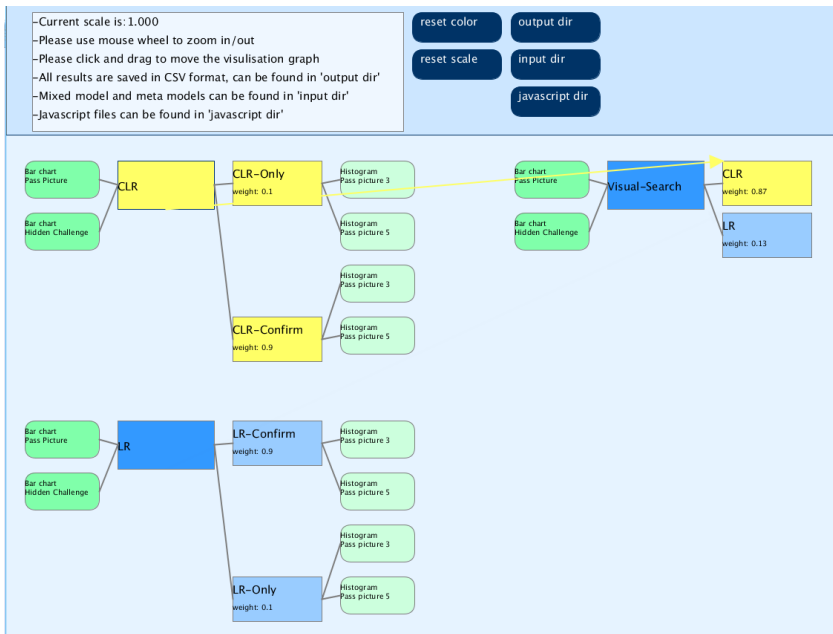 -Current scale is:1.000
-Please use mouse wheel to zoom in/out
-Please click and drag to move the visulisation graph
-All results are saved in CSV format, can be found in 'output dir'
-Mixed model and meta models can be found in 'input dir'
-Javascript files can be found in 'javascript dir'
reset color
output dir
reset scale
input dir
javascript dir
Bar chart
Pass Picture
Bar chart
Hidden Challenge
CLR
CLR-Only
weight: 0.1
Histogram
Pass picture 3
Histogram
Pass picture 5
Histogram
Pass picture 3
CLR-Confirm
weight: 0.9
Histogram
Pass picture 5
Bar chart
Pass Picture
Bar chart
Hidden Challenge
Visual-Search
CLR
weight: 0.87
LR
weight: 0.13
Bar chart
Pass Picture
Bar chart
Hidden Challenge
LR
LR-Confirm
weight: 0.9
Histogram
Pass picture 3
Histogram
Pass picture 5
Histogram
Pass picture 3
LR-Only
weight: 0.1
Histogram
Pass picture 5